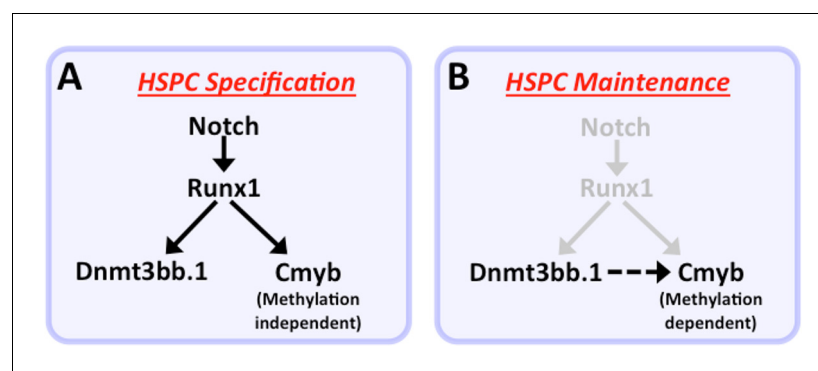 A
HSPC Specification
Notch
Runx1
Dnmt3bb.1
Cmyb
(Methylation
independent)
B
HSPC Maintenance
Notch
Runx1
Dnmt3bb.1
Cmyb
(Methylation
dependent)